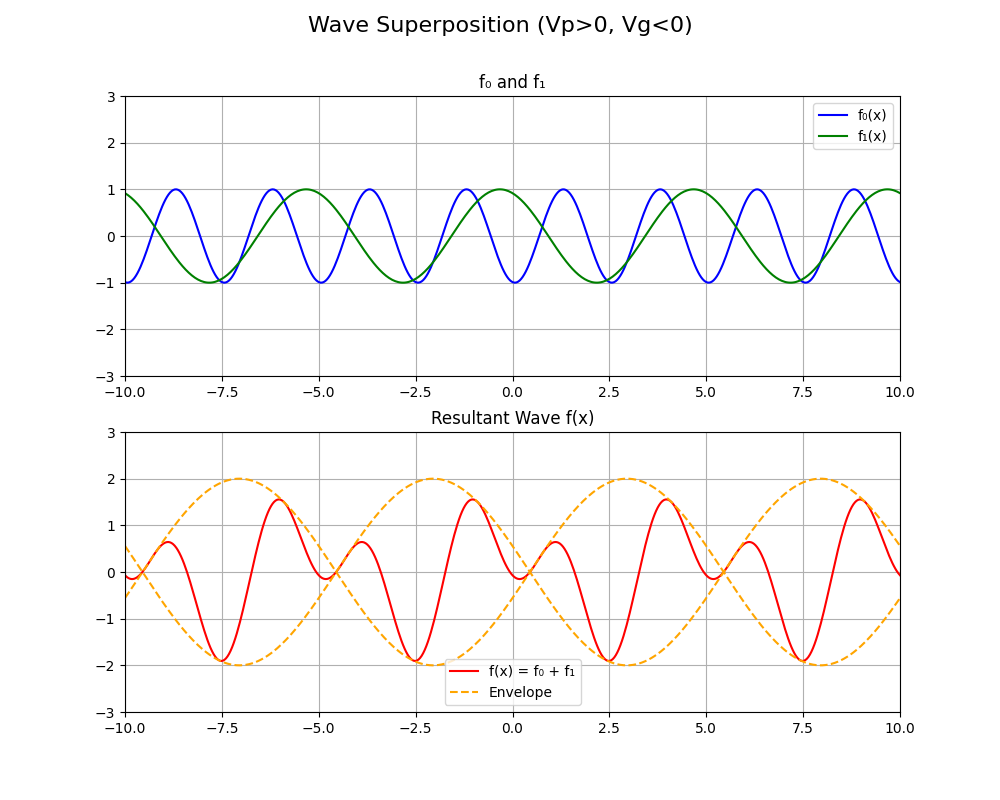 Wave Superposition (Vp>0, Vg<0)
f₀ and f₁
3
2
1
0
−1
−2
−3
f₀(x)
f₁(x)
−10.0 −7.5 −5.0 −2.5 0.0 2.5 5.0 7.5 10.0
Resultant Wave f(x)
3
2
1
0
−1
−2
−3
f(x) = f₀ + f₁
Envelope
−10.0 −7.5 −5.0 −2.5 0.0 2.5 5.0 7.5 10.0